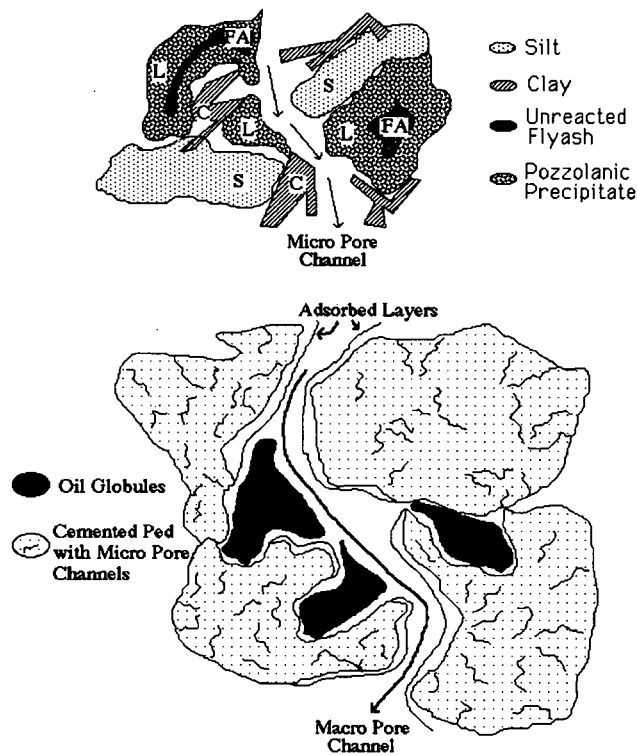 FA
L
C
L
S
S
C
L
FA
Silt
Clay
Unreacted
Flyash
Pozzolanic
Precipitate
Micro Pore
Channel
Adsorbed Layers
Oil Globules
Cemented Ped
with Micro Pore
Channels
Macro Pore
Channel